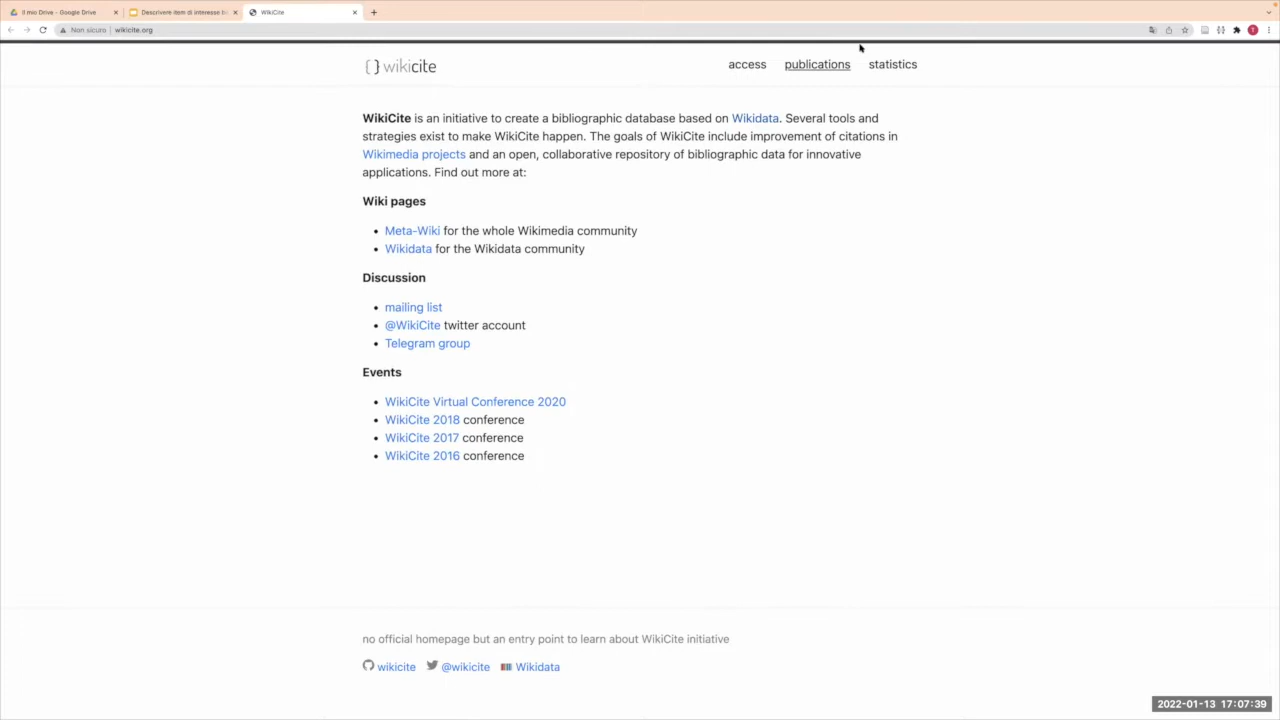 Il mio Drive - Google Drive
Descrivere item di interesse bi
WikiCite
Non sicuro | wikicite.org
T
{ } wikicite
access publications statistics
WikiCite is an initiative to create a bibliographic database based on Wikidata. Several tools and
strategies exist to make WikiCite happen. The goals of WikiCite include improvement of citations in
Wikimedia projects and an open, collaborative repository of bibliographic data for innovative
applications. Find out more at:
Wiki pages
• Meta-Wiki for the whole Wikimedia community
• Wikidata for the Wikidata community
Discussion
• mailing list
• @WikiCite twitter account
• Telegram group
Events
• WikiCite Virtual Conference 2020
• WikiCite 2018 conference
• WikiCite 2017 conference
• WikiCite 2016 conference
no official homepage but an entry point to learn about WikiCite initiative
wikicite @wikicite Wikidata
2022-01-13 17:07:39